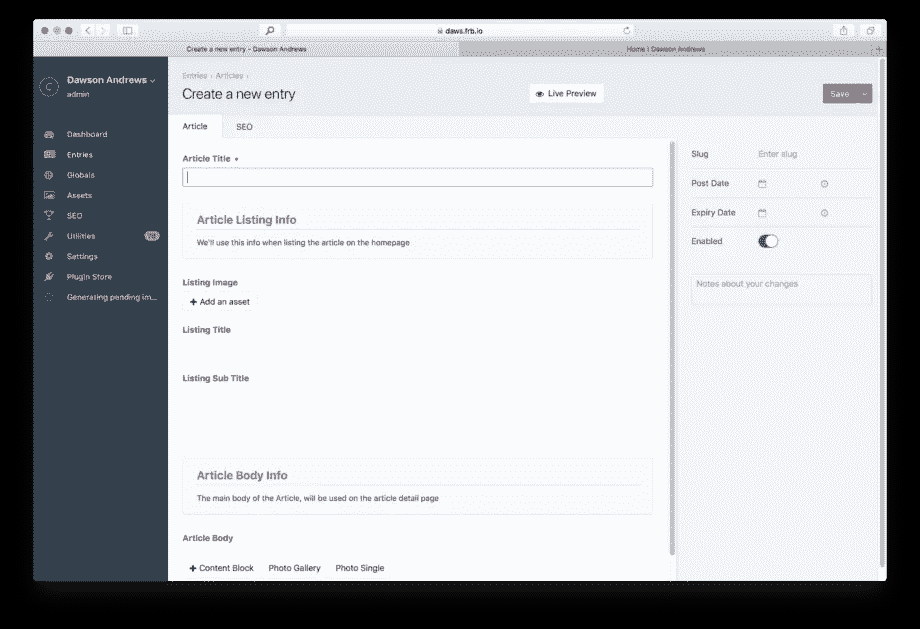 daws.frb.io
Create a new entry – Dawson Andrews
Home | Dawson Andrews
C
Dawson Andrews
admin
Dashboard
Entries
Globals
Assets
SEO
Utilities
Settings
Plugin Store
Generating pending im...
Entries › Articles ›
Create a new entry
Live Preview
Save
Article
SEO
Article Title
Article Listing Info
We'll use this info when listing the article on the homepage
Listing Image
+ Add an asset
Listing Title
Listing Sub Title
Article Body Info
The main body of the Article, will be used on the article detail page
Article Body
+ Content Block Photo Gallery Photo Single
Slug Enter slug
Post Date
Expiry Date
Enabled
Notes about your changes